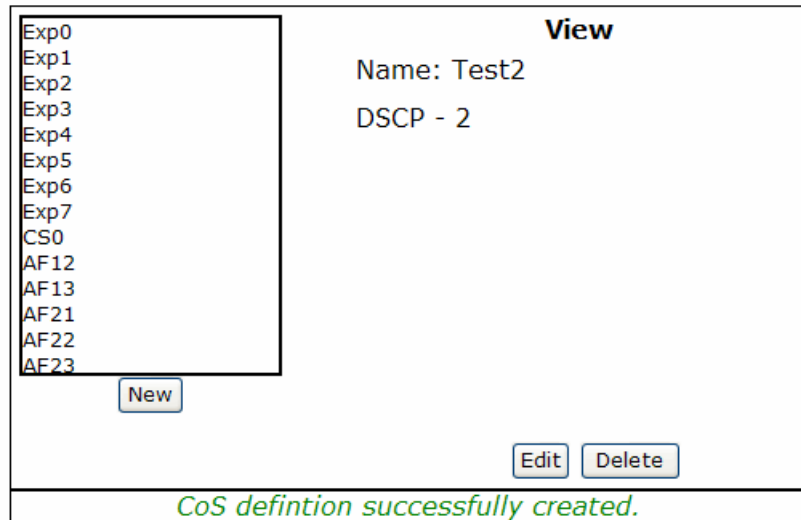 Exp0
Exp1
Exp2
Exp3
Exp4
Exp5
Exp6
Exp7
CS0
AF12
AF13
AF21
AF22
AF23
New
View
Name: Test2
DSCP - 2
Edit Delete
CoS defintion successfully created.